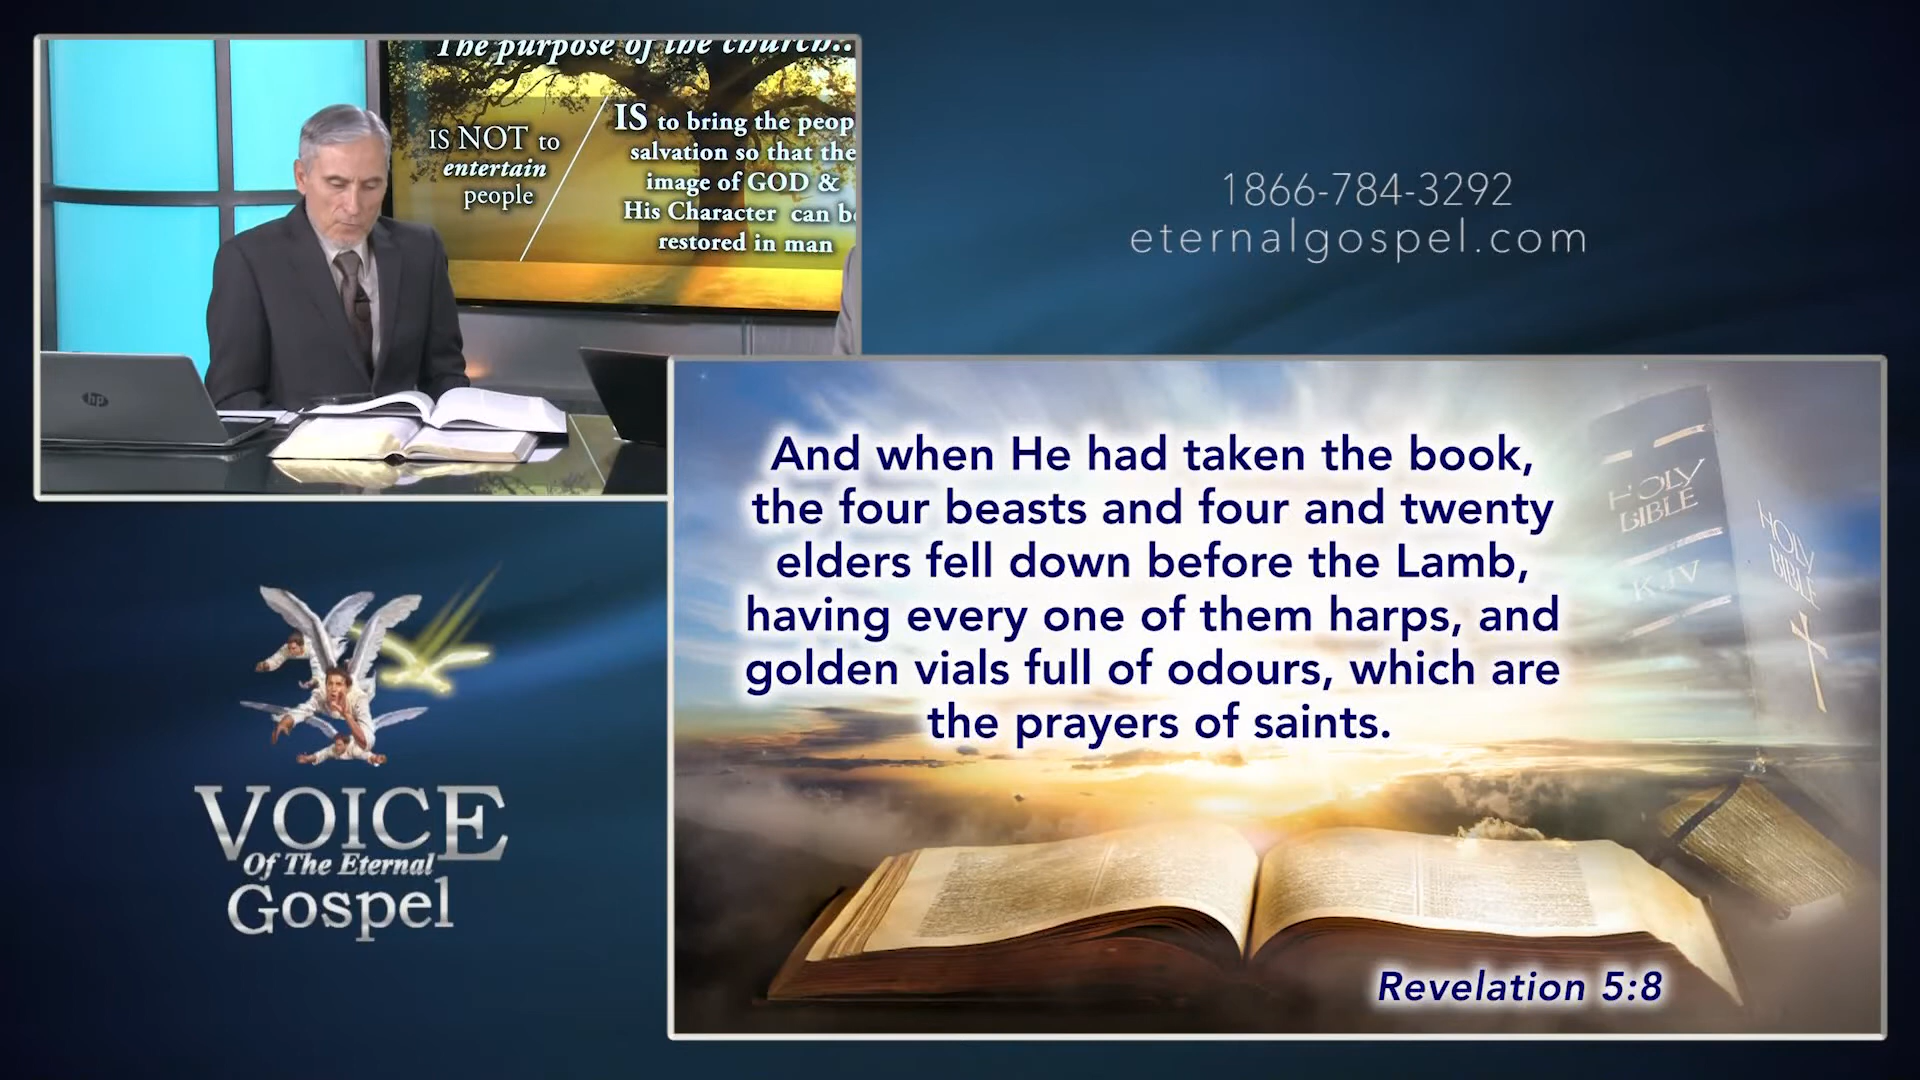 The purpose of the church..
IS NOT to
entertain
people
IS to bring the peop
salvation so that the
image of GOD &
His Character can be
restored in man
hp
1866-784-3292
eternalgospel.com
And when He had taken the book,
the four beasts and four and twenty
elders fell down before the Lamb,
having every one of them harps, and
golden vials full of odours, which are
the prayers of saints.
Revelation 5:8
HOLY
BIBLE
KJV
HOLY
BIBLE
VOICE
Of The Eternal
Gospel